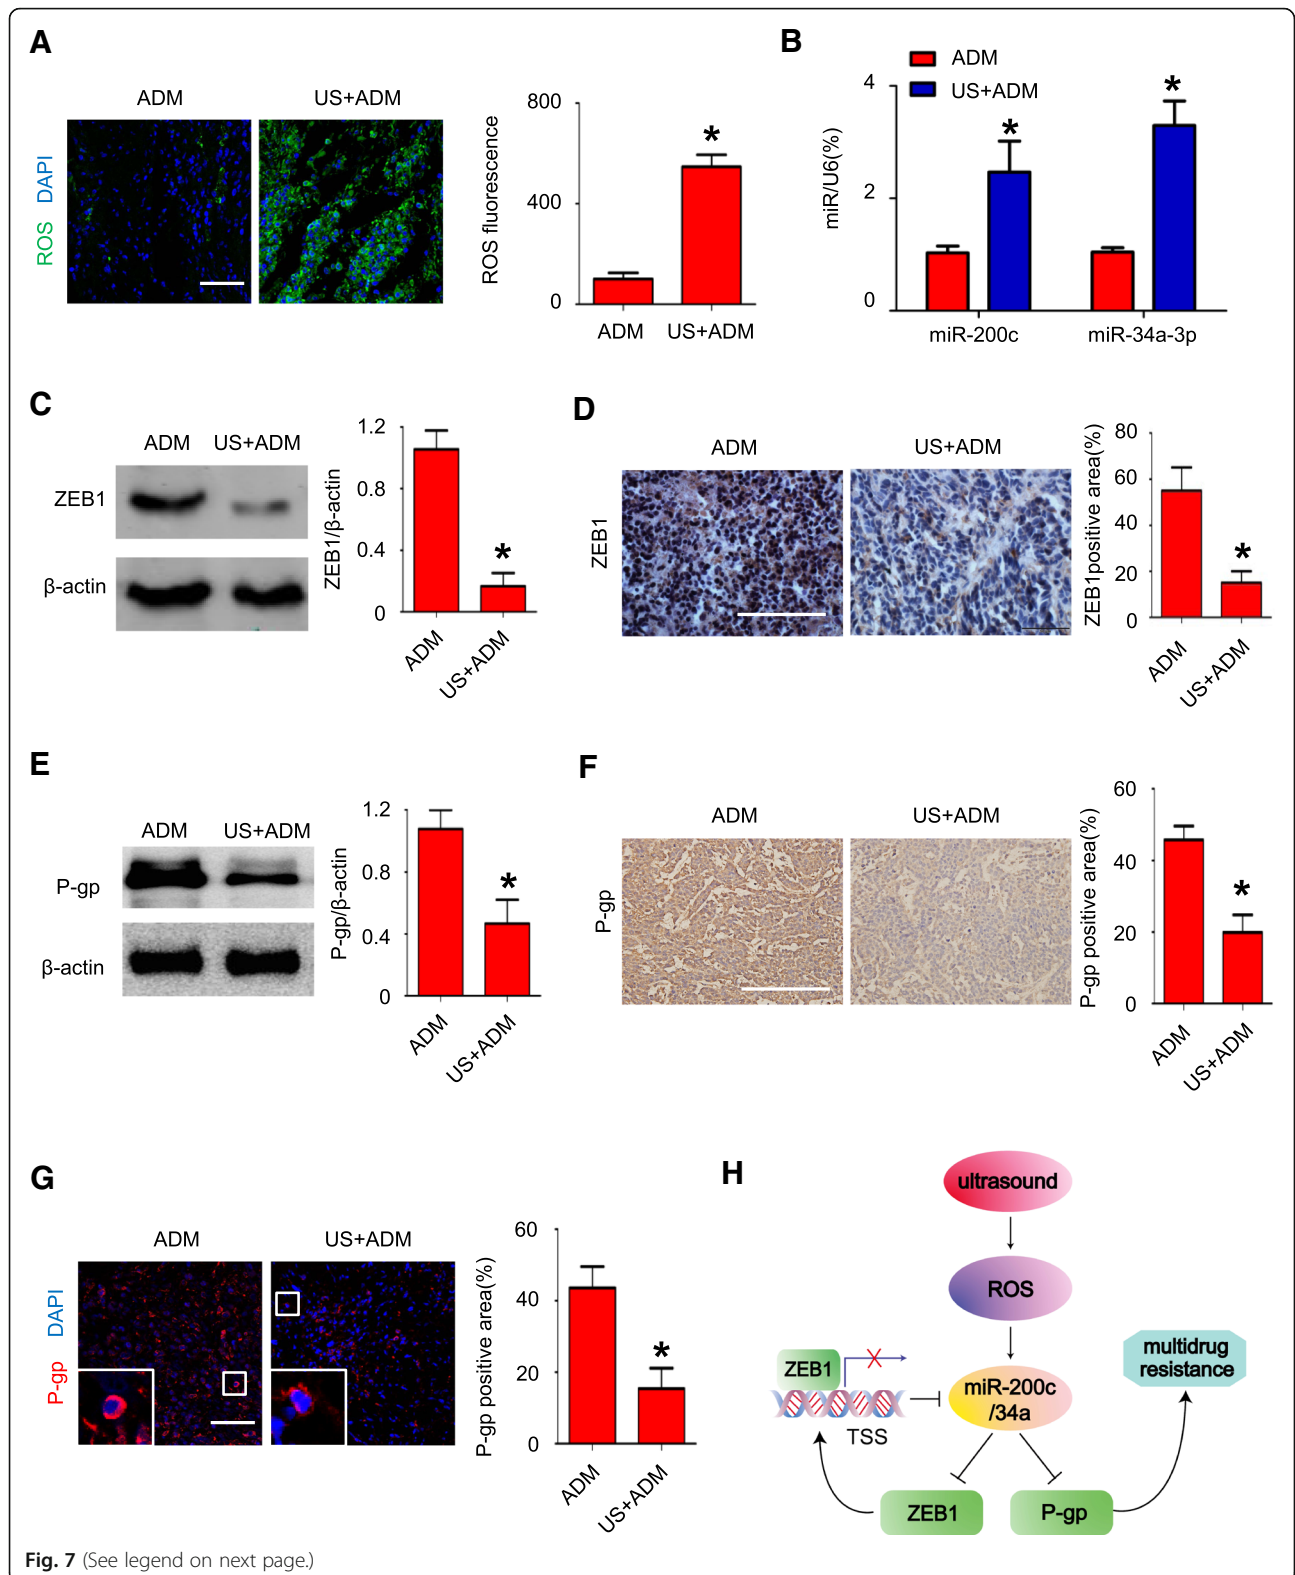 A
ADM
US+ADM
ROS DAPI
ROS fluorescence
800
400
0
*
ADM
US+ADM
B
ADM
US+ADM
miR/U6(%)
4
2
0
*
*
miR-200c
miR-34a-3p
C
ADM
US+ADM
ZEB1
β-actin
ZEB1/β-actin
1.2
0.8
0.4
0
*
ADM
US+ADM
D
ADM
US+ADM
ZEB1
ZEB1positive area(%)
80
60
40
20
0
*
ADM
US+ADM
E
ADM
US+ADM
P-gp
β-actin
P-gp/β-actin
1.2
0.8
0.4
0
*
ADM
US+ADM
F
ADM
US+ADM
P-gp
P-gp positive area(%)
60
40
20
0
*
ADM
US+ADM
G
ADM
US+ADM
P-gp DAPI
P-gp positive area(%)
60
40
20
0
*
ADM
US+ADM
H
ultrasound
ROS
miR-200c
/34a
ZEB1
TSS
multidrug
resistance
ZEB1
P-gp
Fig. 7 (See legend on next page.)